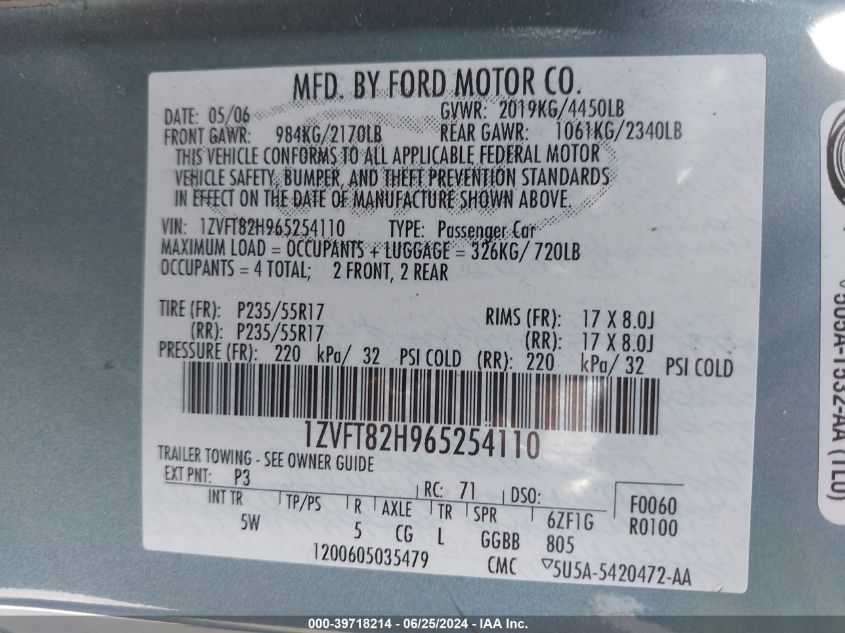 MFD. BY FORD MOTOR CO.
DATE: 05/06 GVWR: 2019KG/4450LB
FRONT GAWR: 984KG/2170LB REAR GAWR: 1061KG/2340LB
THIS VEHICLE CONFORMS TO ALL APPLICABLE FEDERAL MOTOR
VEHICLE SAFETY, BUMPER, AND THEFT PREVENTION STANDARDS
IN EFFECT ON THE DATE OF MANUFACTURE SHOWN ABOVE.
VIN: 1ZVFT82H965254110 TYPE: Passenger Car
MAXIMUM LOAD = OCCUPANTS + LUGGAGE = 326KG/ 720LB
OCCUPANTS = 4 TOTAL; 2 FRONT, 2 REAR
TIRE (FR): P235/55R17 RIMS (FR): 17 X 8.0J
(RR): P235/55R17 (RR): 17 X 8.0J
PRESSURE (FR): 220 kPa/ 32 PSI COLD (RR): 220 kPa/ 32 PSI COLD
1ZVFT82H965254110
TRAILER TOWING - SEE OWNER GUIDE
EXT PNT: P3 RC: 71 DSO: F0060
INT TR TP/PS R AXLE TR SPR 6ZF1G R0100
5W 5 CG L GGBB 805
1200605035479 CMC ▽5U5A-5420472-AA
5U5A-1532-AA (TL0)
000-39718214 - 06/25/2024 - IAA Inc.